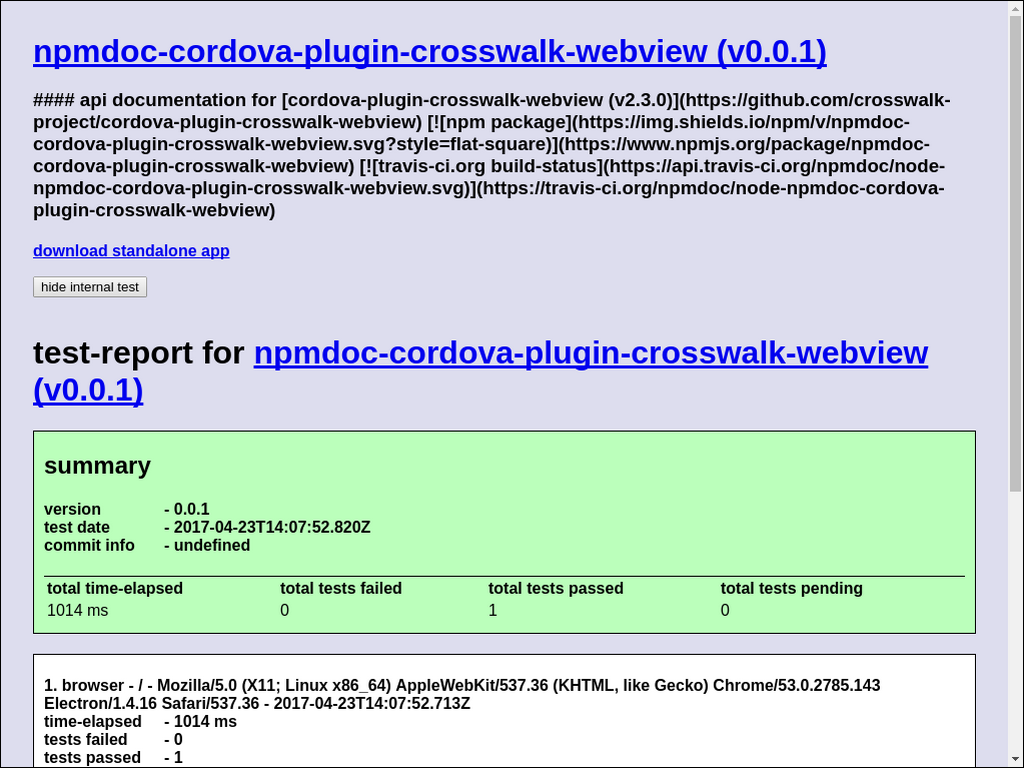 npmdoc-cordova-plugin-crosswalk-webview (v0.0.1)
#### api documentation for [cordova-plugin-crosswalk-webview (v2.3.0)](https://github.com/crosswalk-
project/cordova-plugin-crosswalk-webview) [![npm package](https://img.shields.io/npm/v/npmdoc-
cordova-plugin-crosswalk-webview.svg?style=flat-square)](https://www.npmjs.org/package/npmdoc-
cordova-plugin-crosswalk-webview) [![travis-ci.org build-status](https://api.travis-ci.org/npmdoc/node-
npmdoc-cordova-plugin-crosswalk-webview.svg)](https://travis-ci.org/npmdoc/node-npmdoc-cordova-
plugin-crosswalk-webview)
download standalone app
hide internal test
test-report for npmdoc-cordova-plugin-crosswalk-webview
(v0.0.1)
summary
version - 0.0.1
test date - 2017-04-23T14:07:52.820Z
commit info - undefined
total time-elapsed total tests failed total tests passed total tests pending
1014 ms 0 1 0
1. browser - / - Mozilla/5.0 (X11; Linux x86_64) AppleWebKit/537.36 (KHTML, like Gecko) Chrome/53.0.2785.143
Electron/1.4.16 Safari/537.36 - 2017-04-23T14:07:52.713Z
time-elapsed - 1014 ms
tests failed - 0
tests passed - 1